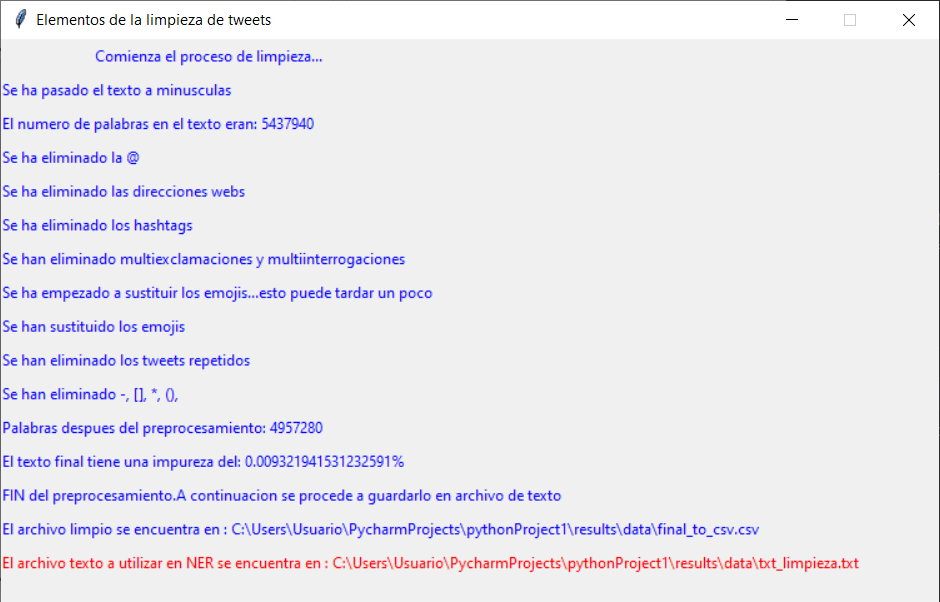 Elementos de la limpieza de tweets
Comienza el proceso de limpieza...
Se ha pasado el texto a minusculas
El numero de palabras en el texto eran: 5437940
Se ha eliminado la @
Se ha eliminado las direcciones webs
Se ha eliminado los hashtags
Se han eliminado multiexclamaciones y multiinterrogaciones
Se ha empezado a sustituir los emojis...esto puede tardar un poco
Se han sustituido los emojis
Se han eliminado los tweets repetidos
Se han eliminado -, [], *, (),
Palabras despues del preprocesamiento: 4957280
El texto final tiene una impureza del: 0.009321941531232591%
FIN del preprocesamiento.A continuacion se procede a guardarlo en archivo de texto
El archivo limpio se encuentra en : C:\Users\Usuario\PycharmProjects\pythonProject1\results\data\final_to_csv.csv
El archivo texto a utilizar en NER se encuentra en : C:\Users\Usuario\PycharmProjects\pythonProject1\results\data\txt_limpieza.txt